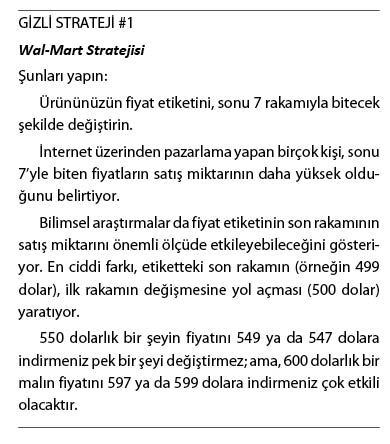 GİZLİ STRATEJİ #1
Wal-Mart Stratejisi
Şunları yapın:
Ürününüzün fiyat etiketini, sonu 7 rakamıyla bitecek
şekilde değiştirin.
İnternet üzerinden pazarlama yapan birçok kişi, sonu
7’yle biten fiyatların satış miktarının daha yüksek oldu-
ğunu belirtiyor.
Bilimsel araştırmalar da fiyat etiketinin son rakamının
satış miktarını önemli ölçüde etkileyebileceğini gösteri-
yor. En ciddi farkı, etiketteki son rakamın (örneğin 499
dolar), ilk rakamın değişmesine yol açması (500 dolar)
yaratıyor.
550 dolarlık bir şeyin fiyatını 549 ya da 547 dolara
indirmeniz pek bir şeyi değiştirmez; ama, 600 dolarlık bir
malın fiyatını 597 ya da 599 dolara indirmeniz çok etkili
olacaktır.